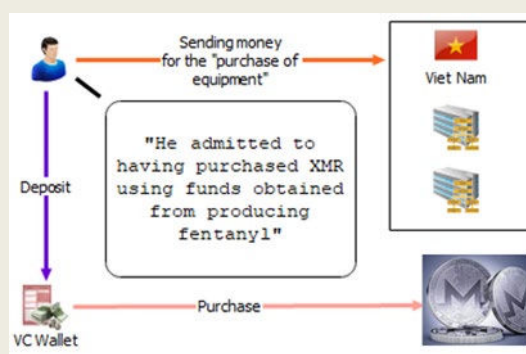 Sending money
for the "purchase of
equipment"
Viet Nam
"He admitted to
having purchased XMR
using funds obtained
from producing
fentanyl"
Deposit
Purchase
VC Wallet